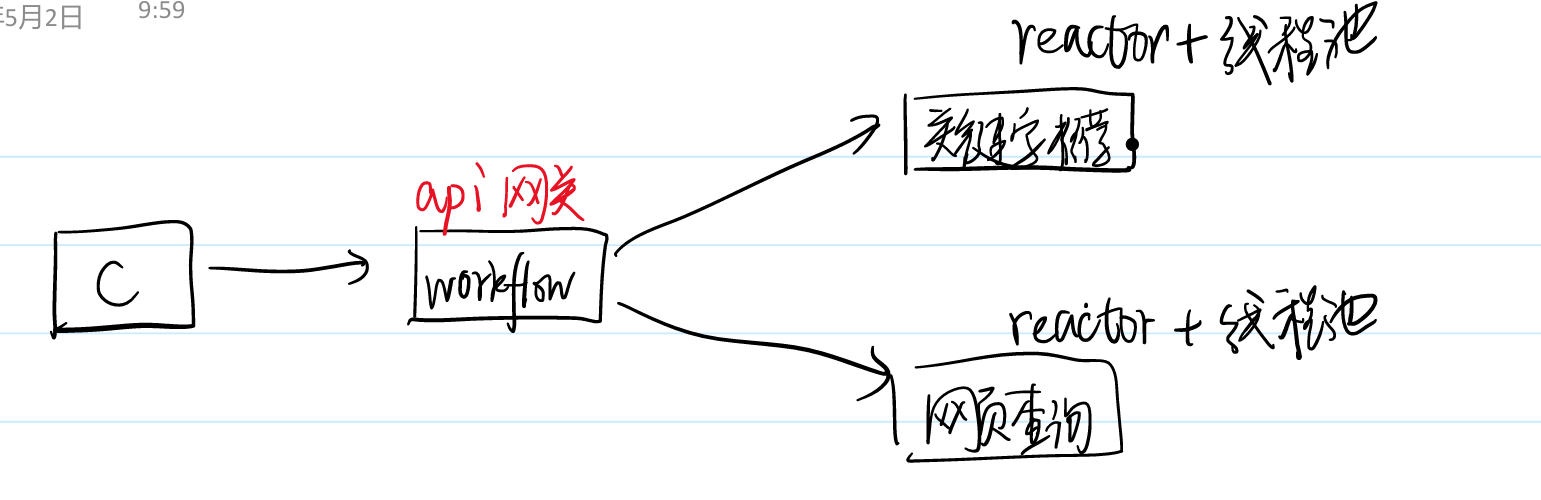 年5月2日 9:59
reactor + 线程池
关键字推荐
api 网关
C
workflow
reactor + 线程池
网页查询